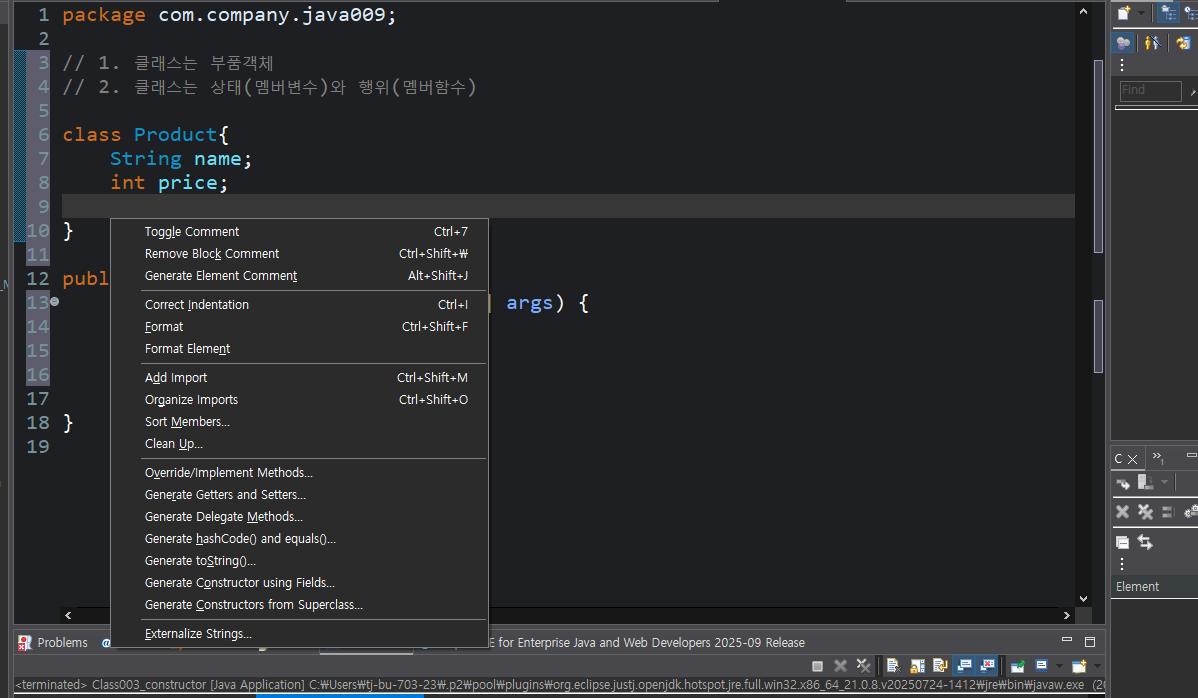 1 package com.company.java009;
2
3 // 1. 클래스는 부품객체
4 // 2. 클래스는 상태(멤버변수)와 행위(멤버함수)
5
6 class Product{
7 String name;
8 int price;
9
10 }
11
12 publ
13 args) {
14
15
16
17
18 }
19
Toggle Comment Ctrl+7
Remove Block Comment Ctrl+Shift+₩
Generate Element Comment Alt+Shift+J
Correct Indentation Ctrl+I
Format Ctrl+Shift+F
Format Element
Add Import Ctrl+Shift+M
Organize Imports Ctrl+Shift+O
Sort Members...
Clean Up...
Override/Implement Methods...
Generate Getters and Setters...
Generate Delegate Methods...
Generate hashCode() and equals()...
Generate toString()...
Generate Constructor using Fields...
Generate Constructors from Superclass...
Externalize Strings...
Find
C
Element
Problems @ E for Enterprise Java and Web Developers 2025-09 Release
<terminated> Class003_constructor [Java Application] C:₩Users₩tj-bu-703-23₩.p2₩pool₩plugins₩org.eclipse.justj.openjdk.hotspot.jre.full.win32.x86_64_21.0.8.v20250724-1412₩jre₩bin₩javaw.exe (20